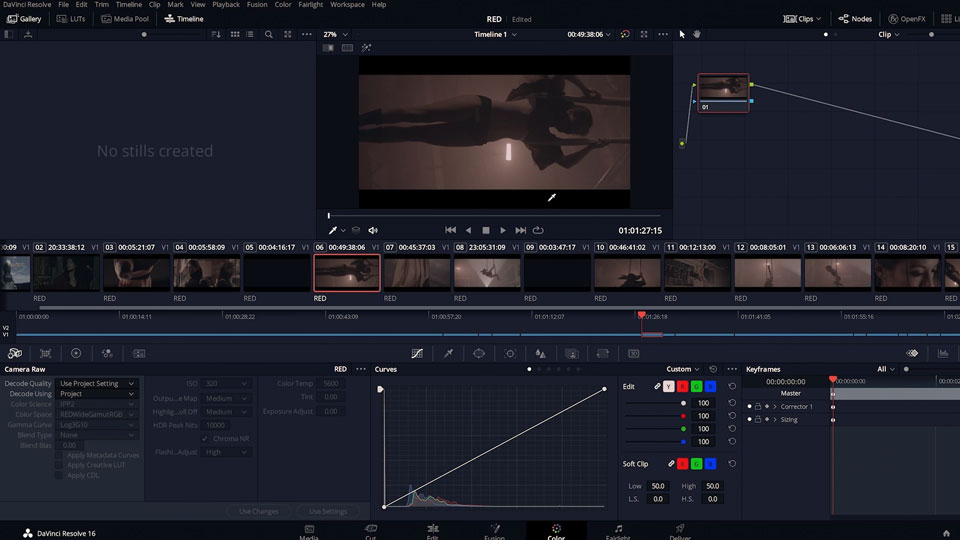 DaVinci Resolve File Edit Trim Timeline Clip Mark View Playback Fusion Color Fairlight Workspace Help
Gallery LUTs Media Pool Timeline RED Edited Clips Nodes OpenFX
27% Timeline 1 00:49:38:06 Clip
No stills created
01
01:01:27:15
02 20:33:38:12 V1 03 00:05:21:07 V1 04 00:05:58:09 V1 05 00:04:16:17 V1 06 00:49:38:06 V1 07 00:45:37:03 V1 08 23:05:31:09 V1 09 00:03:47:17 V1 10 00:46:41:02 V1 11 00:12:13:00 V1 12 00:08:05:01 V1 13 00:06:06:13 V1 14 00:08:20:10 V1 15
RED RED RED RED RED RED RED RED RED RED RED RED RED RED
01:00:00:00 01:00:14:11 01:00:28:22 01:00:43:09 01:00:57:20 01:01:12:07 01:01:26:18 01:01:41:05 01:01:55:16
V2
V1
Camera Raw RED Curves Custom Keyframes All
Decode Quality Use Project Setting ISO 320 Color Temp 5600
Decode Using Project Medium Tint 0.00
Color Science IPP2 Medium Exposure Adjust 0.00
Color Space REDWideGamutRGB HDR Peak Nits 10000
Gamma Curve Log3G10 Chroma NR
Blend Type None High
Blend Bias 0.00
Apply Metadata Curves
Apply Creative LUT
Apply CDL
Use Changes Use Settings
Edit Y R G B
100
100
100
100
Soft Clip R G B
Low 50.0 High 50.0
L.S. 0.0 H.S. 0.0
00:00:00:00 00:00:00:00
Master
Corrector 1
Sizing
DaVinci Resolve 16 Media Cut Edit Fusion Color Fairlight Deliver